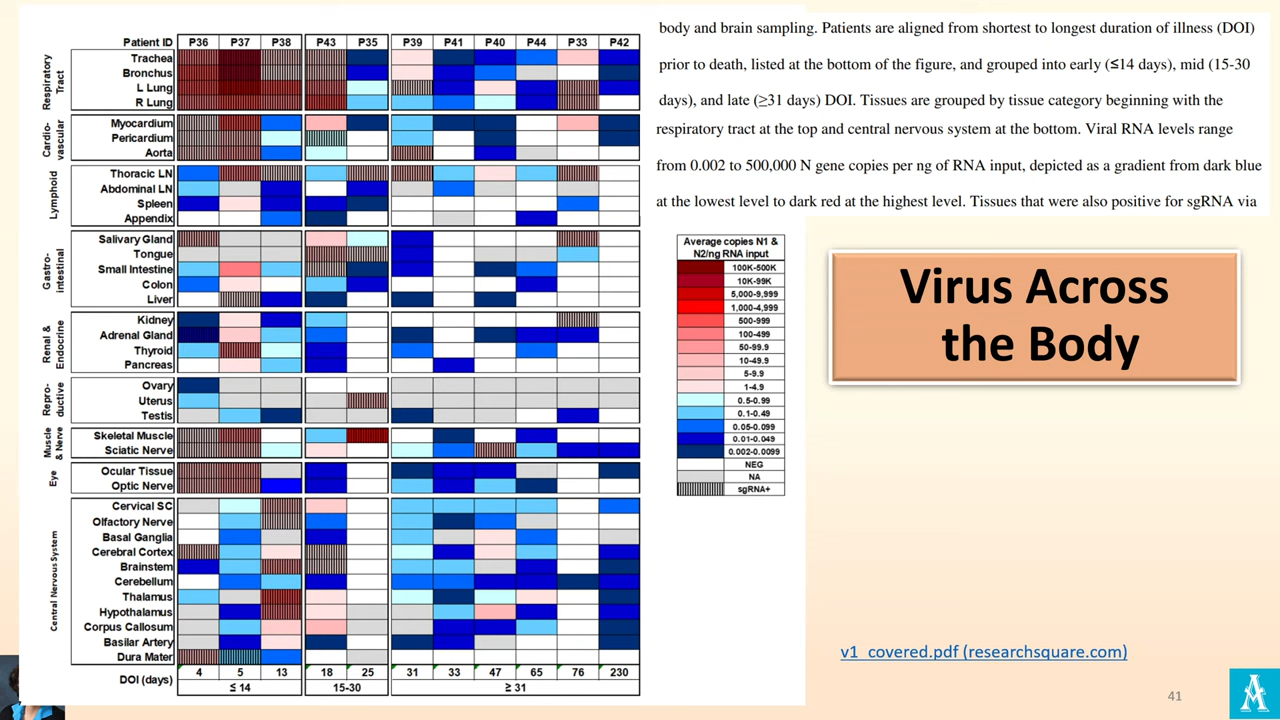 Patient ID P36 P37 P38 P43 P35 P39 P41 P40 P44 P33 P42
Respiratory Tract
Trachea
Bronchus
L Lung
R Lung
Cardio-vascular
Myocardium
Pericardium
Aorta
Lymphoid
Thoracic LN
Abdominal LN
Spleen
Appendix
Gastro-intestinal
Salivary Gland
Tongue
Small Intestine
Colon
Liver
Renal & Endocrine
Kidney
Adrenal Gland
Thyroid
Pancreas
Repro-ductive
Ovary
Uterus
Testis
Muscle & Nerve
Skeletal Muscle
Sciatic Nerve
Eye
Ocular Tissue
Optic Nerve
Central Nervous System
Cervical SC
Olfactory Nerve
Basal Ganglia
Cerebral Cortex
Brainstem
Cerebellum
Thalamus
Hypothalamus
Corpus Callosum
Basilar Artery
Dura Mater
DOI (days) 4 5 13 18 25 31 33 47 65 76 230
≤ 14 15-30 ≥ 31
body and brain sampling. Patients are aligned from shortest to longest duration of illness (DOI)
prior to death, listed at the bottom of the figure, and grouped into early (≤14 days), mid (15-30
days), and late (≥31 days) DOI. Tissues are grouped by tissue category beginning with the
respiratory tract at the top and central nervous system at the bottom. Viral RNA levels range
from 0.002 to 500,000 N gene copies per ng of RNA input, depicted as a gradient from dark blue
at the lowest level to dark red at the highest level. Tissues that were also positive for sgRNA via
Average copies N1 &
N2/ng RNA input
100K-500K
10K-99K
5,000-9,999
1,000-4,999
500-999
100-499
50-99.9
10-49.9
5-9.9
1-4.9
0.5-0.99
0.1-0.49
0.05-0.099
0.01-0.049
0.002-0.0099
NEG
NA
sgRNA+
Virus Across
the Body
v1_covered.pdf (researchsquare.com)
41
A